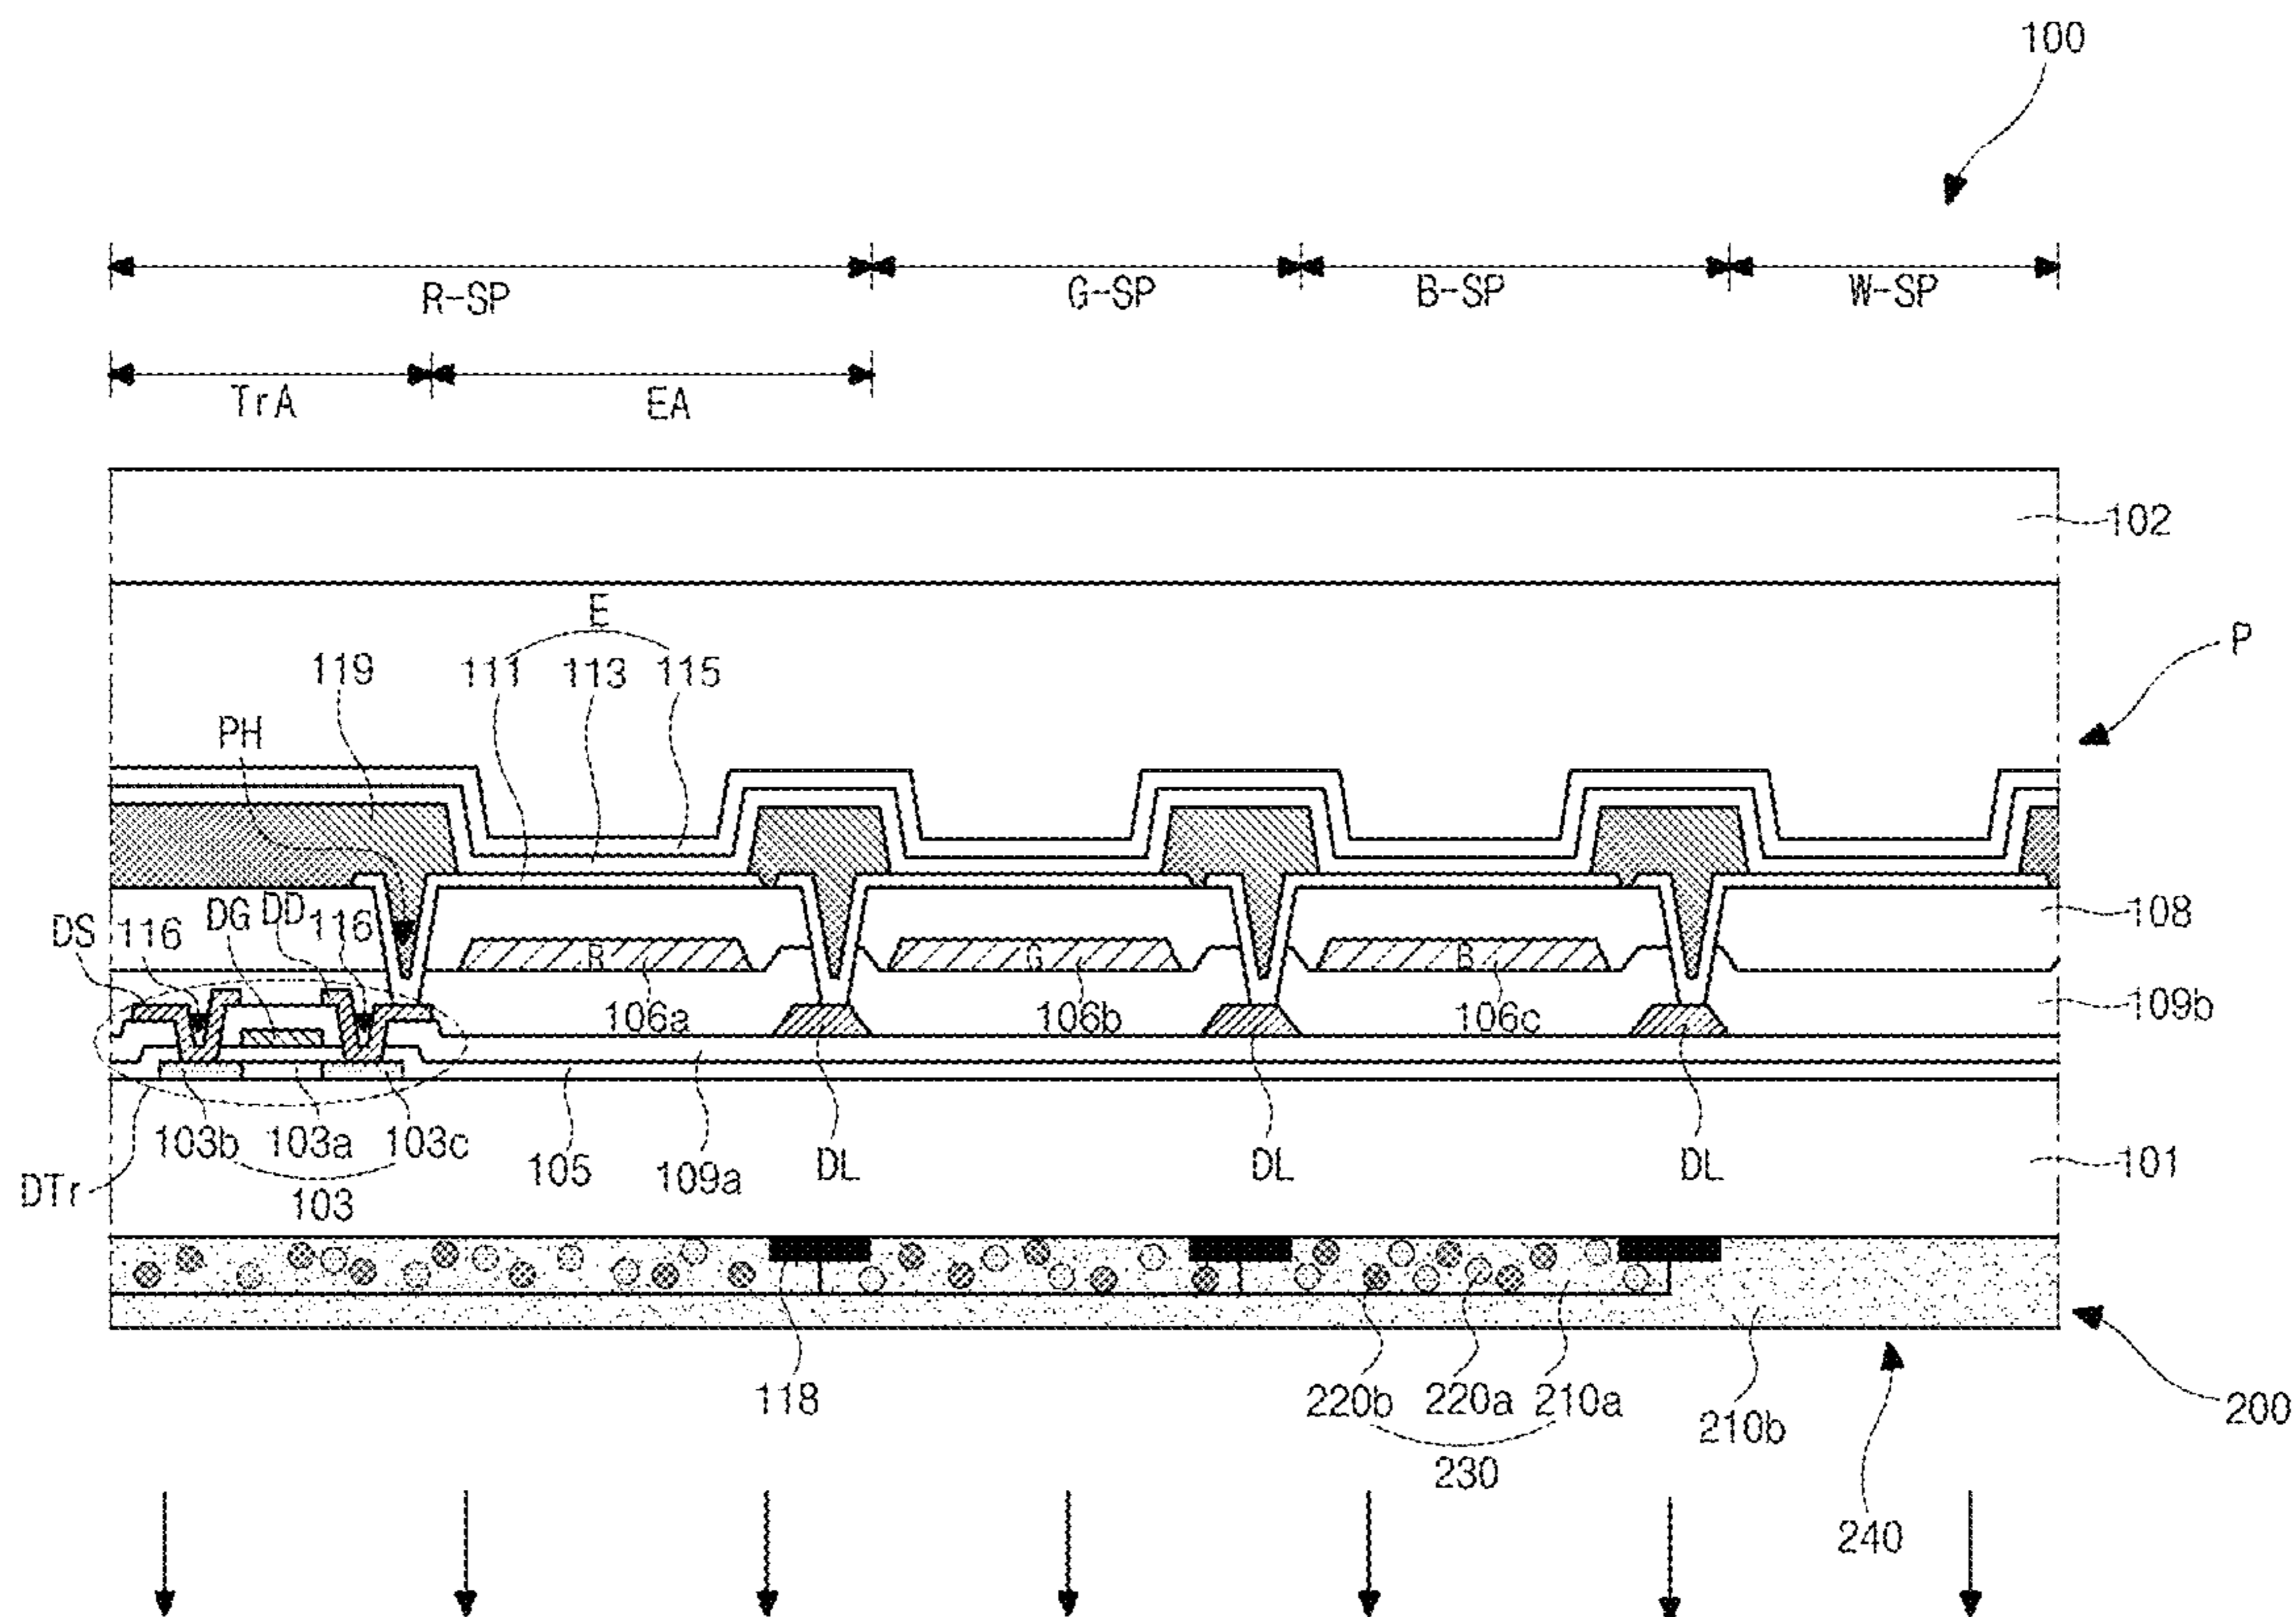 100
R-SP G-SP B-SP W-SP
TrA EA
102
E
119 111 113 115
P
PH
DS 116 DG DD 116
108
R G B
106a 106b 106c
109b
103b 103a 103c
105 109a DL DL DL
101
DTr
103
118 220b 220a 210a 210b 200
230
240